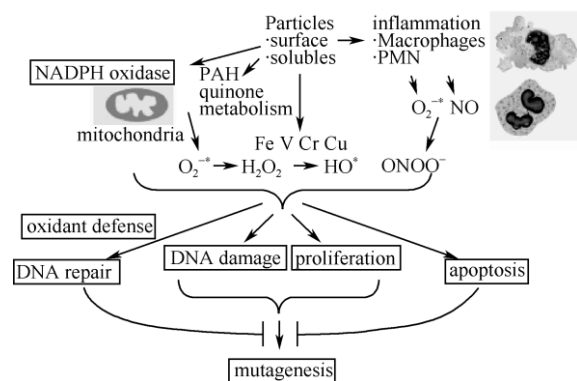 Particles
·surface
·solubles
inflammation
·Macrophages
·PMN
NADPH oxidase
PAH
quinone
metabolism
mitochondria
O₂⁻* NO
Fe V Cr Cu
O₂⁻* H₂O₂ HO* ONOO⁻
oxidant defense
DNA repair
DNA damage
proliferation
apoptosis
mutagenesis